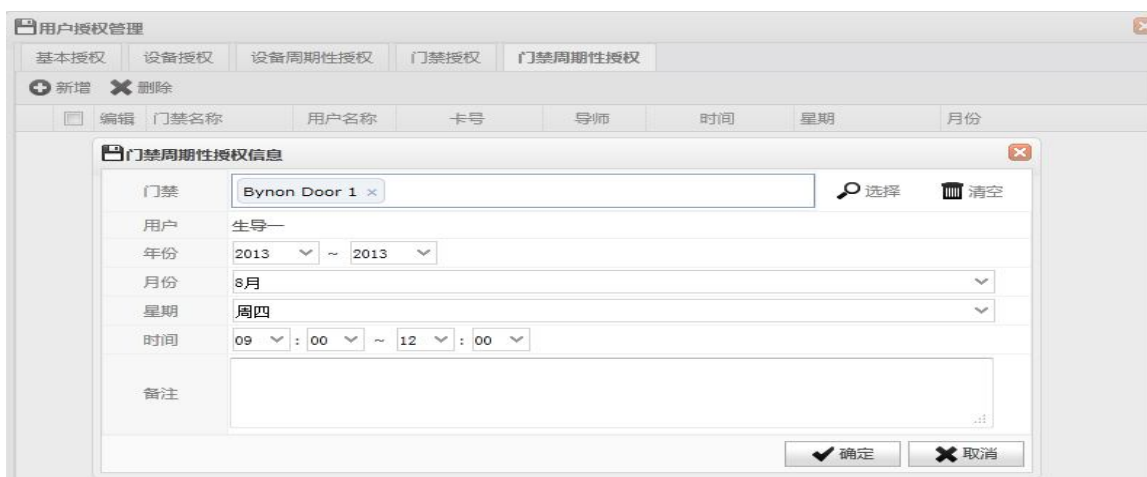 用户授权管理
基本授权 设备授权 设备周期性授权 门禁授权 门禁周期性授权
新增 删除
编辑 门禁名称 用户名称 卡号 导师 时间 星期 月份
门禁周期性授权信息
门禁 Bynon Door 1 × 选择 清空
用户 生导一
年份 2013 ~ 2013
月份 8月
星期 周四
时间 09 : 00 ~ 12 : 00
备注
确定 取消